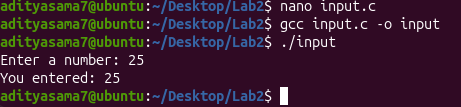 adityasama7@ubuntu:~/Desktop/Lab2$ nano input.c
adityasama7@ubuntu:~/Desktop/Lab2$ gcc input.c -o input
adityasama7@ubuntu:~/Desktop/Lab2$ ./input
Enter a number: 25
You entered: 25
adityasama7@ubuntu:~/Desktop/Lab2$